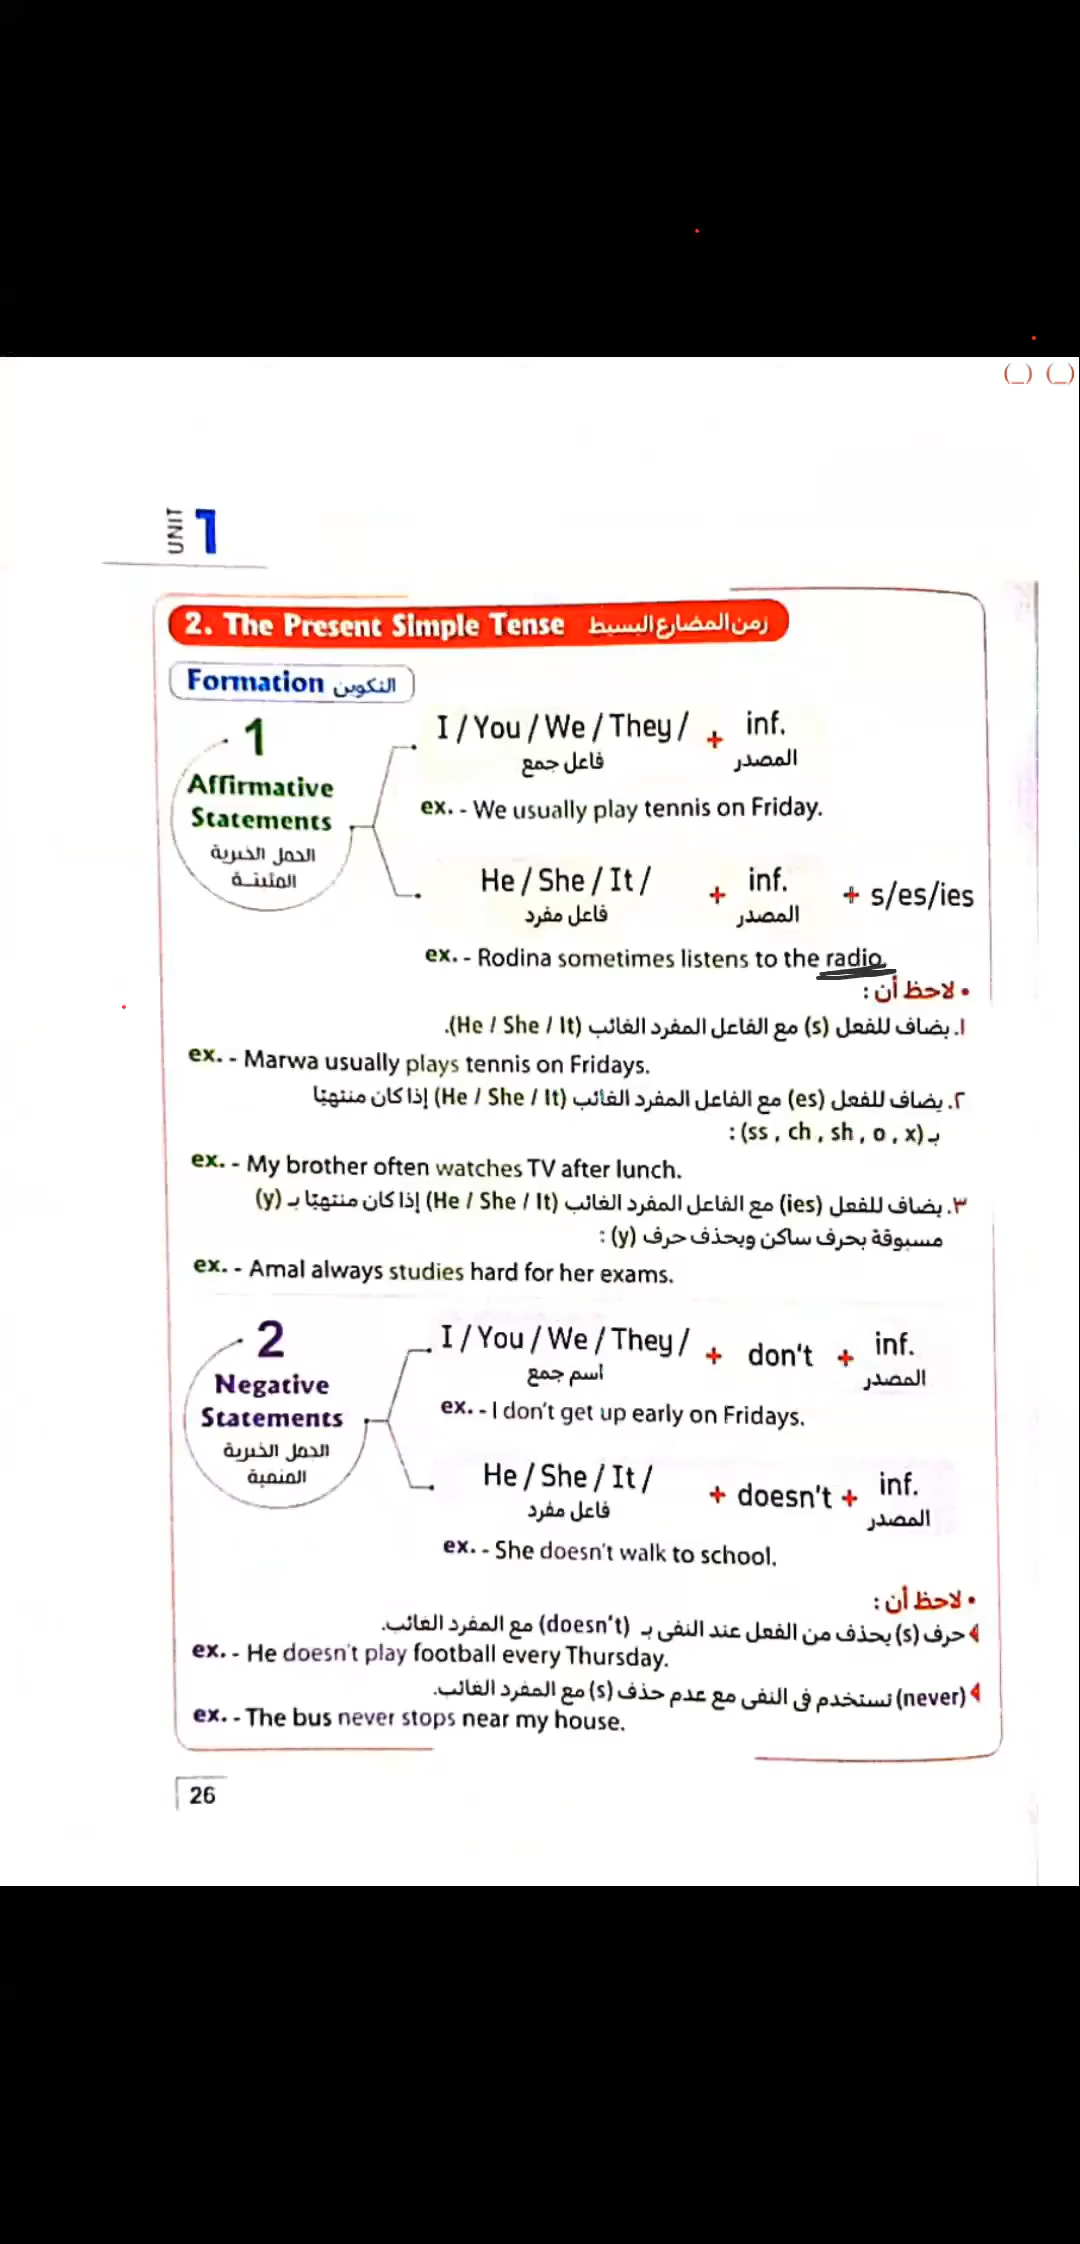 (_) (_)
UNIT 1
2. The Present Simple Tense زمن المضارع البسيط
Formation التكوين
1
Affirmative
Statements
الجمل الخبرية
المثبتة
I / You / We / They / + inf.
فاعل جمع المصدر
ex. - We usually play tennis on Friday.
He / She / It / + inf. + s/es/ies
فاعل مفرد المصدر
ex. - Rodina sometimes listens to the radio.
• لاحظ أن :
١. يضاف للفعل (s) مع الفاعل المفرد الغائب (He / She / It).
ex. - Marwa usually plays tennis on Fridays.
٢. يضاف للفعل (es) مع الفاعل المفرد الغائب (He / She / It) إذا كان منتهيًا
بـ (ss , ch , sh , o , x) :
ex. - My brother often watches TV after lunch.
٣. يضاف للفعل (ies) مع الفاعل المفرد الغائب (He / She / It) إذا كان منتهيًا بـ (y)
مسبوقة بحرف ساكن ويحذف حرف (y) :
ex. - Amal always studies hard for her exams.
2
Negative
Statements
الجمل الخبرية
المنفية
I / You / We / They / + don't + inf.
اسم جمع المصدر
ex. - I don't get up early on Fridays.
He / She / It / + doesn't + inf.
فاعل مفرد المصدر
ex. - She doesn't walk to school.
• لاحظ أن :
حرف (s) يحذف من الفعل عند النفى بـ (doesn't) مع المفرد الغائب.
ex. - He doesn't play football every Thursday.
(never) تستخدم فى النفى مع عدم حذف (s) مع المفرد الغائب.
ex. - The bus never stops near my house.
26